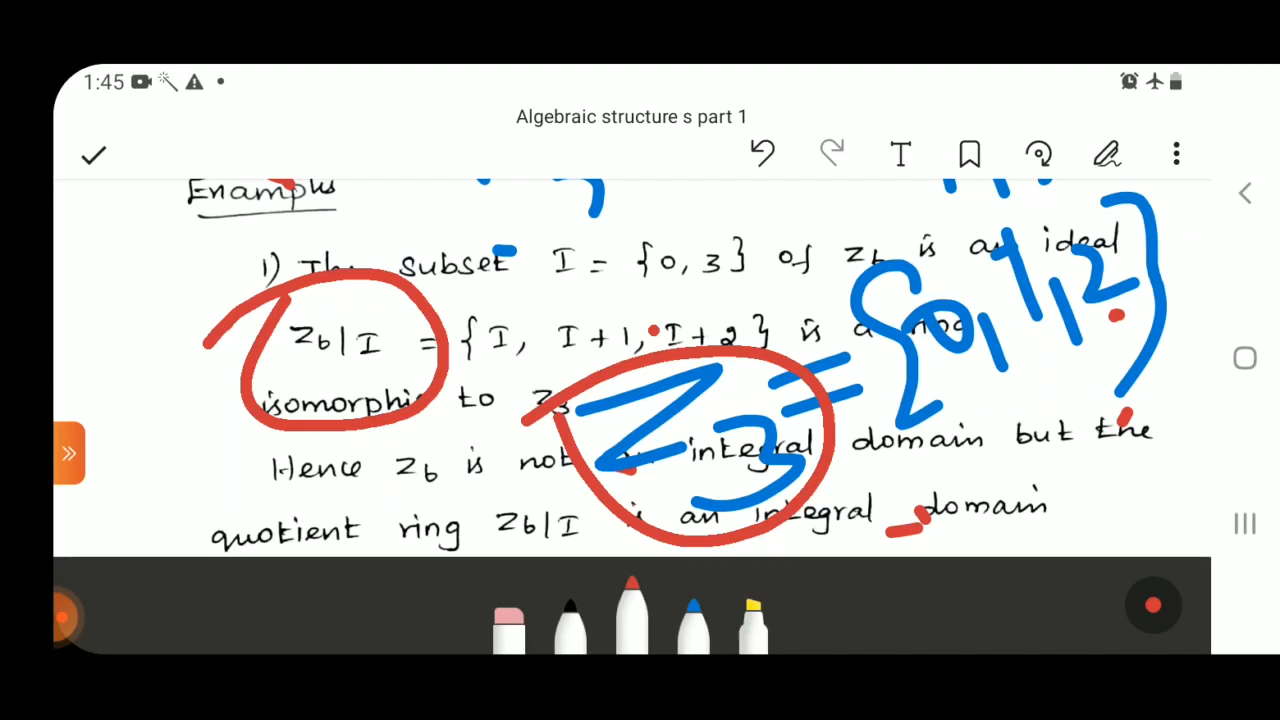 1:45
Algebraic structure s part 1
T
Examples
1) The subset I = {0, 3} of Z6 is an ideal
Z6|I = {I, I+1, I+2} is a
isomorphic to Z3
Z3 = {0, 1, 2}
Hence Z6 is not an integral domain but the
quotient ring Z6|I is an integral domain